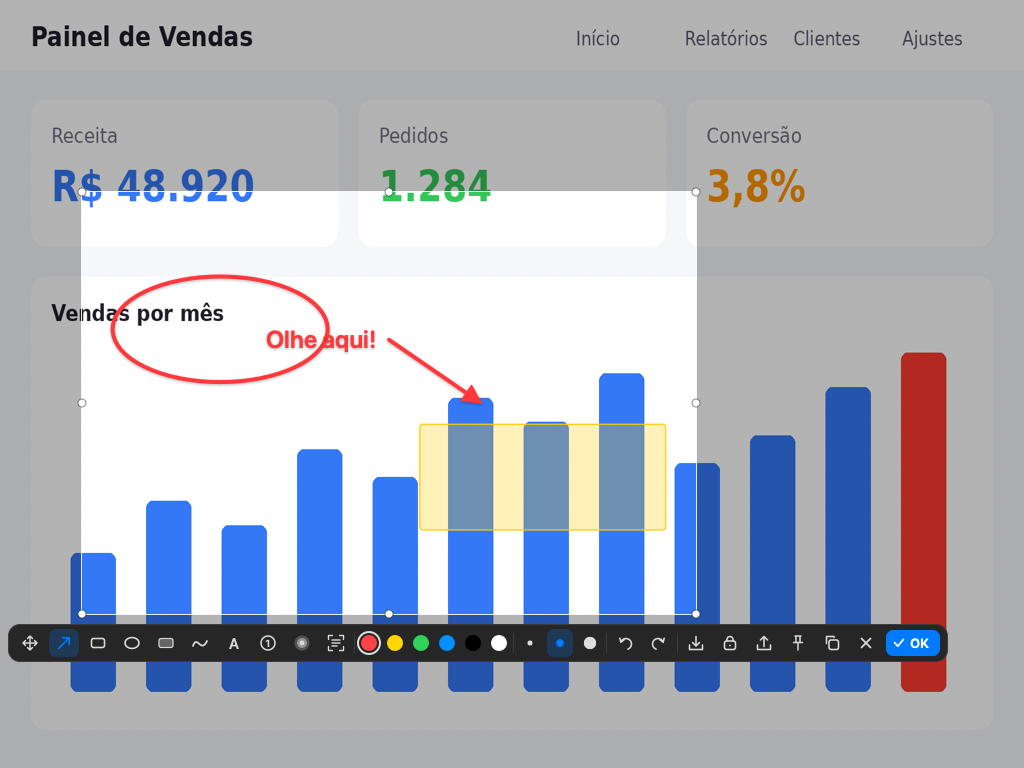 Painel de Vendas
Início Relatórios Clientes Ajustes
Receita Pedidos Conversão
R$ 48.920 1.284 3,8%
Vendas por mês
Olhe aqui!
A 1 OK